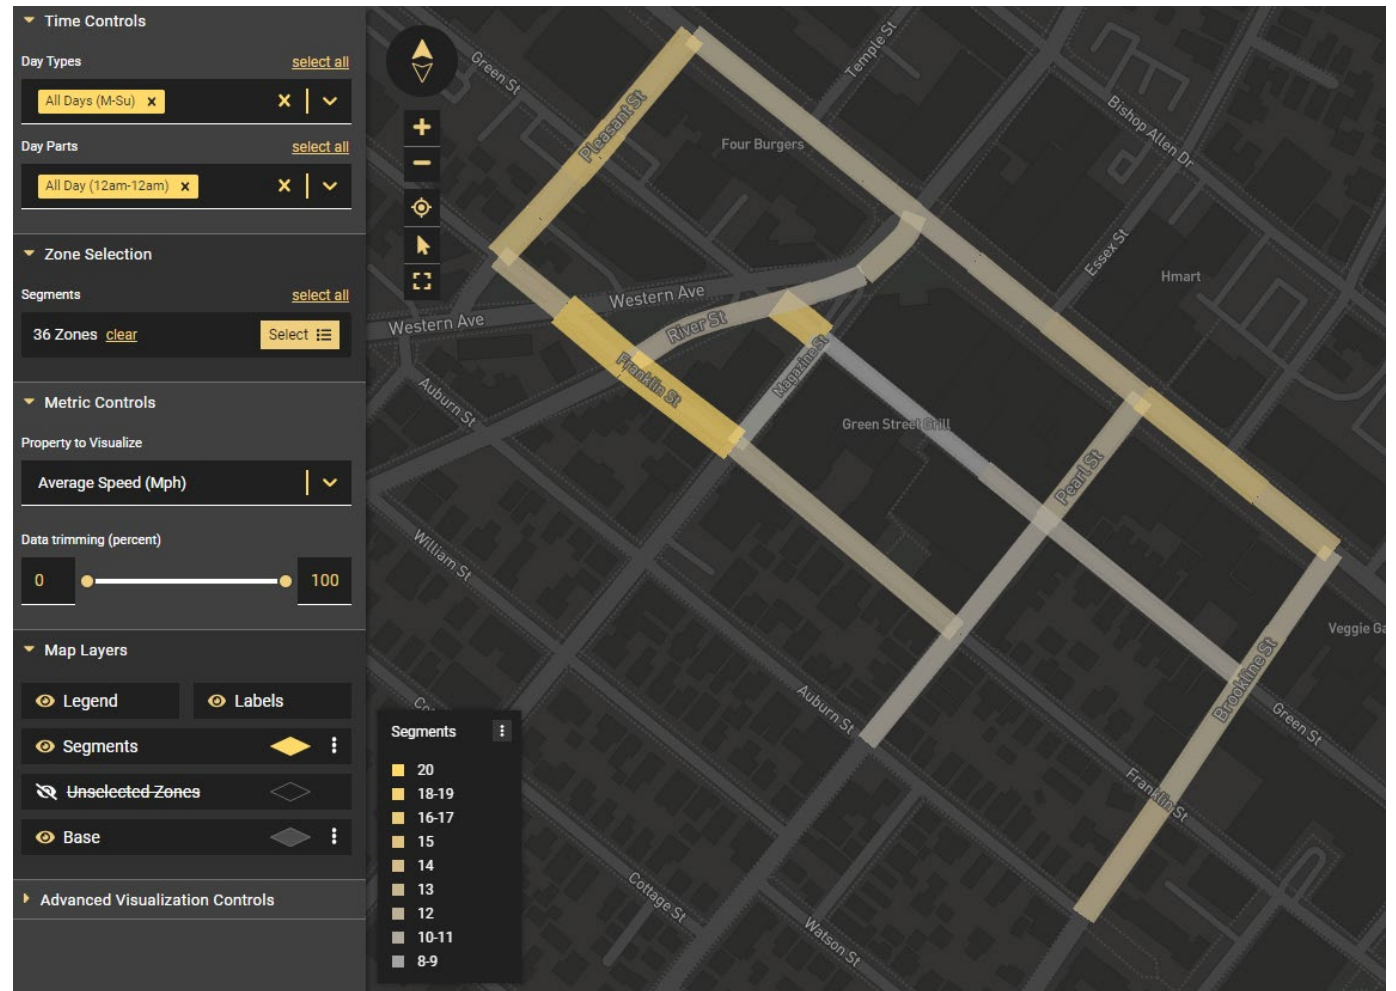 Time Controls
Day Types select all
All Days (M-Su) x
Day Parts select all
All Day (12am-12am) x
Zone Selection
Segments select all
36 Zones clear Select
Metric Controls
Property to Visualize
Average Speed (Mph)
Data trimming (percent)
0 100
Map Layers
Legend Labels
Segments
Unselected Zones
Base
Advanced Visualization Controls
Green St
Temple St
Pleasant St
Four Burgers
Bishop Allen Dr
Essex St
Hmart
Western Ave
Western Ave
River St
Franklin St
Magazine St
Auburn St
Green Street Grill
Pearl St
William St
Veggie Ga
Brookline St
Green St
Auburn St
Franklin St
Cottage St
Watson St
Co
Segments
20
18-19
16-17
15
14
13
12
10-11
8-9